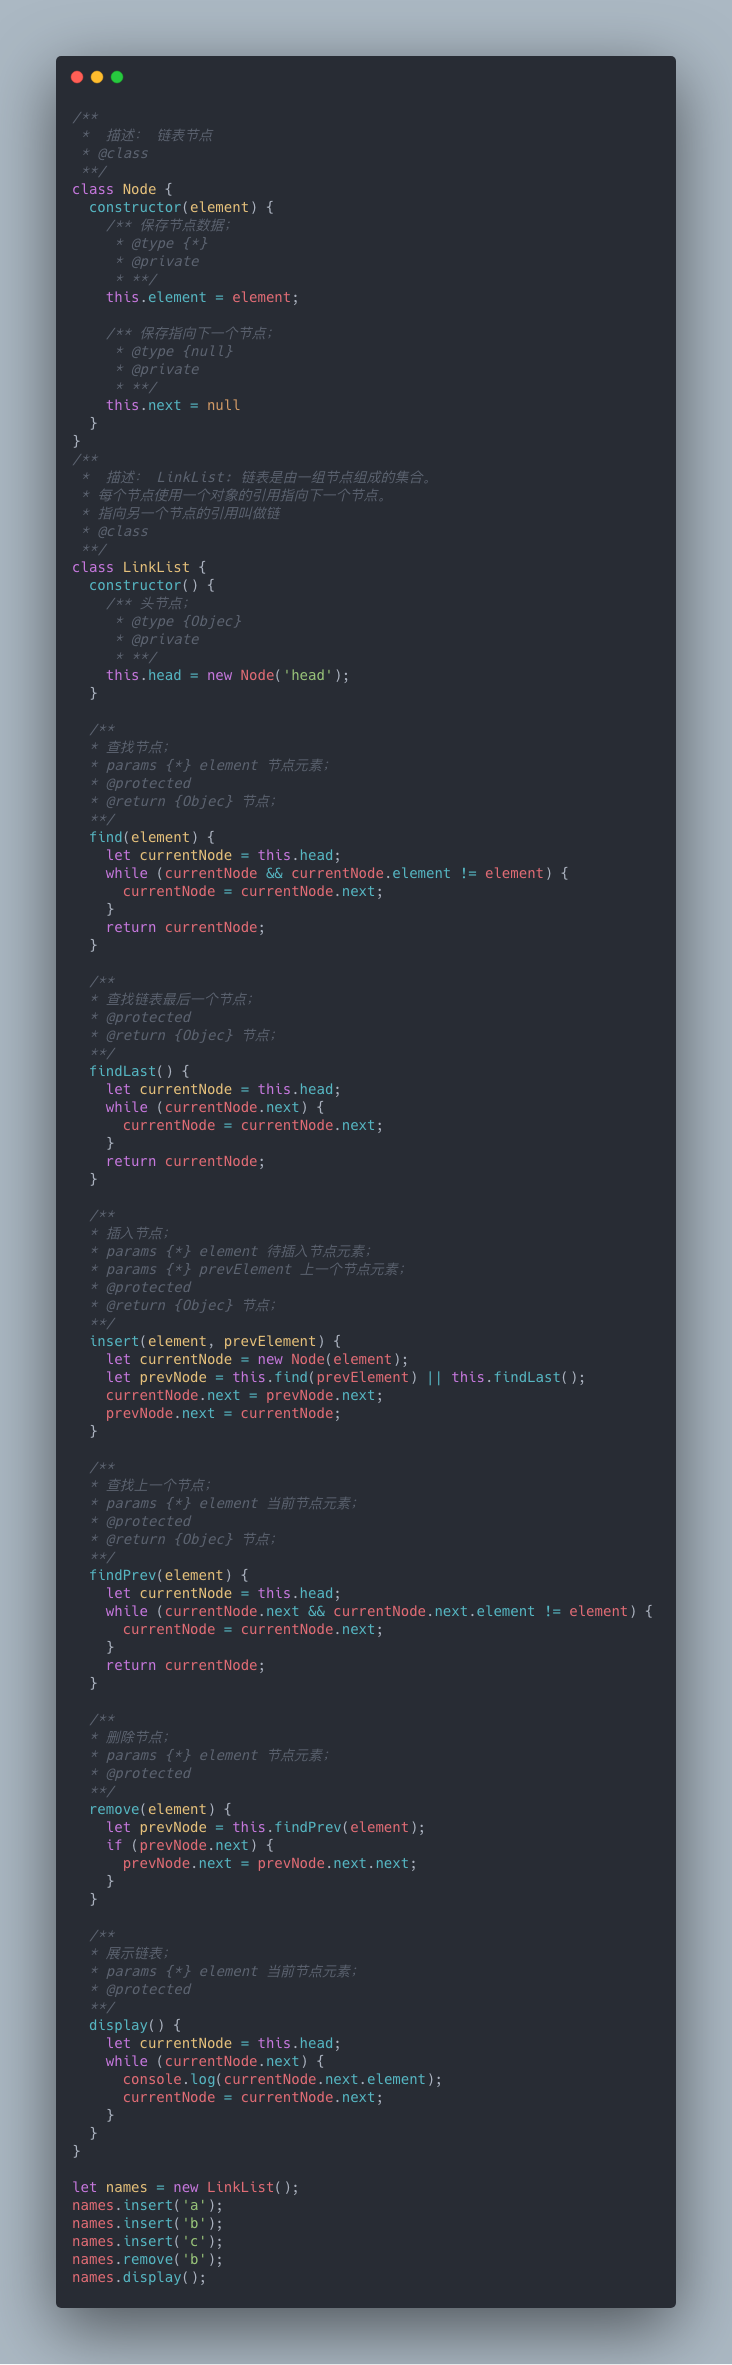 /**
 *  描述： 链表节点
 * @class
 **/
class Node {
  constructor(element) {
    /** 保存节点数据；
     * @type {*}
     * @private
     * **/
    this.element = element;

    /** 保存指向下一个节点；
     * @type {null}
     * @private
     * **/
    this.next = null
  }
}
/**
 *  描述： LinkList: 链表是由一组节点组成的集合。
 * 每个节点使用一个对象的引用指向下一个节点。
 * 指向另一个节点的引用叫做链
 * @class
 **/
class LinkList {
  constructor() {
    /** 头节点；
     * @type {Objec}
     * @private
     * **/
    this.head = new Node('head');
  }

  /**
  * 查找节点；
  * params {*} element 节点元素；
  * @protected
  * @return {Objec} 节点；
  **/
  find(element) {
    let currentNode = this.head;
    while (currentNode && currentNode.element != element) {
      currentNode = currentNode.next;
    }
    return currentNode;
  }

  /**
  * 查找链表最后一个节点；
  * @protected
  * @return {Objec} 节点；
  **/
  findLast() {
    let currentNode = this.head;
    while (currentNode.next) {
      currentNode = currentNode.next;
    }
    return currentNode;
  }

  /**
  * 插入节点；
  * params {*} element 待插入节点元素；
  * params {*} prevElement 上一个节点元素；
  * @protected
  * @return {Objec} 节点；
  **/
  insert(element, prevElement) {
    let currentNode = new Node(element);
    let prevNode = this.find(prevElement) || this.findLast();
    currentNode.next = prevNode.next;
    prevNode.next = currentNode;
  }

  /**
  * 查找上一个节点；
  * params {*} element 当前节点元素；
  * @protected
  * @return {Objec} 节点；
  **/
  findPrev(element) {
    let currentNode = this.head;
    while (currentNode.next && currentNode.next.element != element) {
      currentNode = currentNode.next;
    }
    return currentNode;
  }

  /**
  * 删除节点；
  * params {*} element 节点元素；
  * @protected
  **/
  remove(element) {
    let prevNode = this.findPrev(element);
    if (prevNode.next) {
      prevNode.next = prevNode.next.next;
    }
  }

  /**
  * 展示链表；
  * params {*} element 当前节点元素；
  * @protected
  **/
  display() {
    let currentNode = this.head;
    while (currentNode.next) {
      console.log(currentNode.next.element);
      currentNode = currentNode.next;
    }
  }
}

let names = new LinkList();
names.insert('a');
names.insert('b');
names.insert('c');
names.remove('b');
names.display();